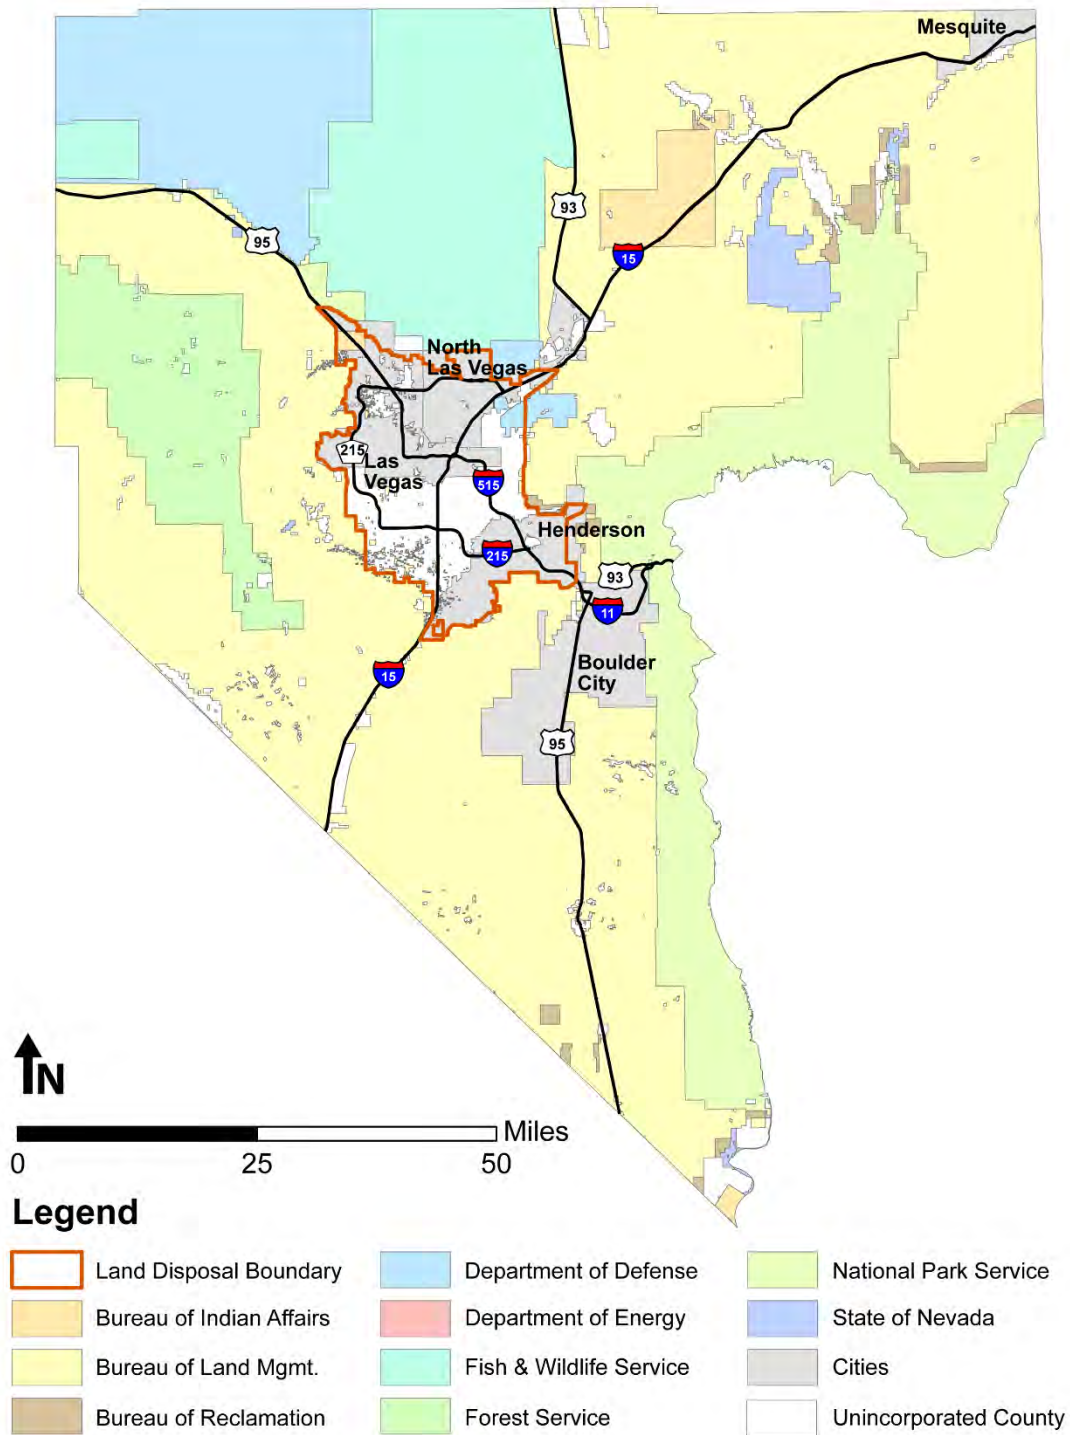 Mesquite
93
95
15
North
Las Vegas
215
Las
Vegas
515
Henderson
215
93
11
Boulder
City
15
95
N
Miles
0 25 50
Legend
Land Disposal Boundary
Department of Defense
National Park Service
Bureau of Indian Affairs
Department of Energy
State of Nevada
Bureau of Land Mgmt.
Fish & Wildlife Service
Cities
Bureau of Reclamation
Forest Service
Unincorporated County